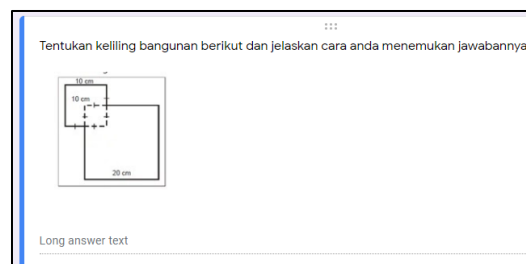 Tentukan keliling bangunan berikut dan jelaskan cara anda menemukan jawabannya
10 cm
10 cm
20 cm
Long answer text